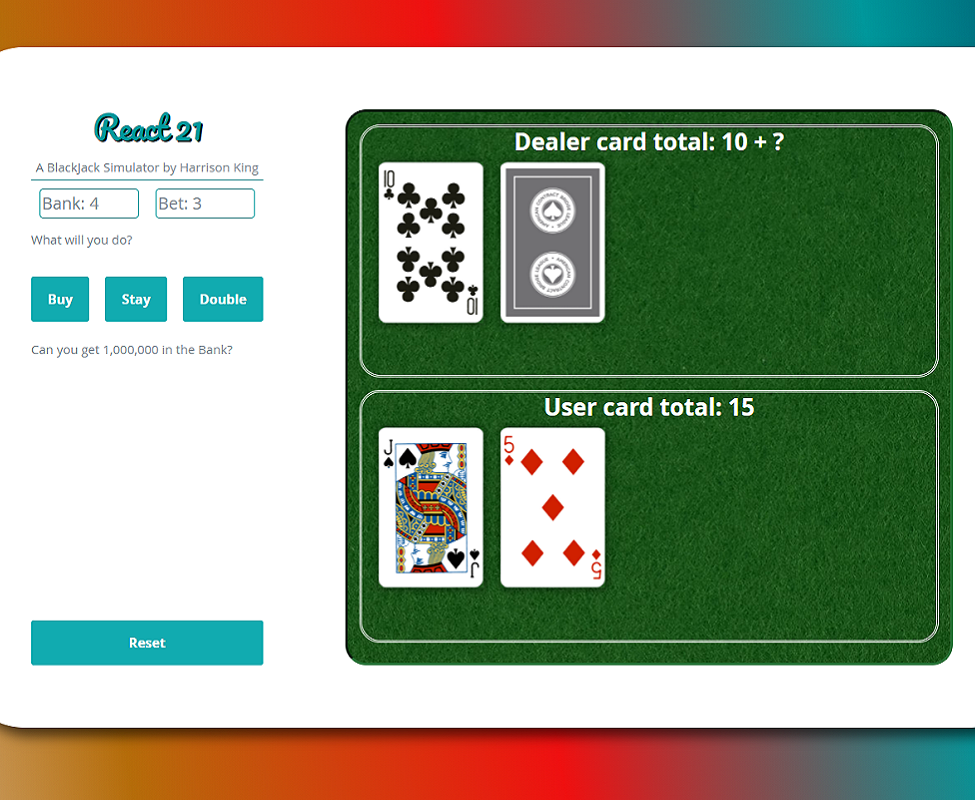 React 21
A BlackJack Simulator by Harrison King
Bank: 4
Bet: 3
What will you do?
Buy
Stay
Double
Can you get 1,000,000 in the Bank?
Reset
Dealer card total: 10 + ?
10
10
User card total: 15
J
J
5
5